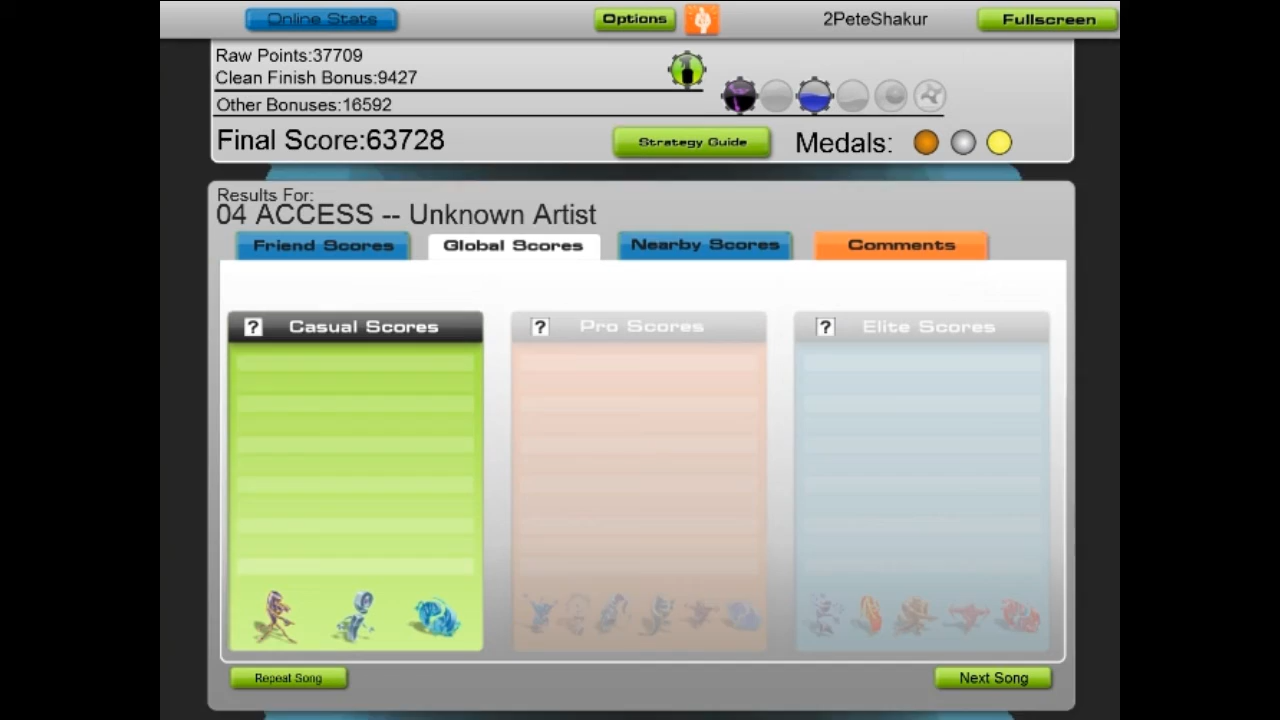 Online Stats
Options
2PeteShakur
Fullscreen
Raw Points:37709
Clean Finish Bonus:9427
Other Bonuses:16592
Final Score:63728
Strategy Guide
Medals:
Results For:
04 ACCESS -- Unknown Artist
Friend Scores
Global Scores
Nearby Scores
Comments
? Casual Scores
? Pro Scores
? Elite Scores
Repeat Song
Next Song